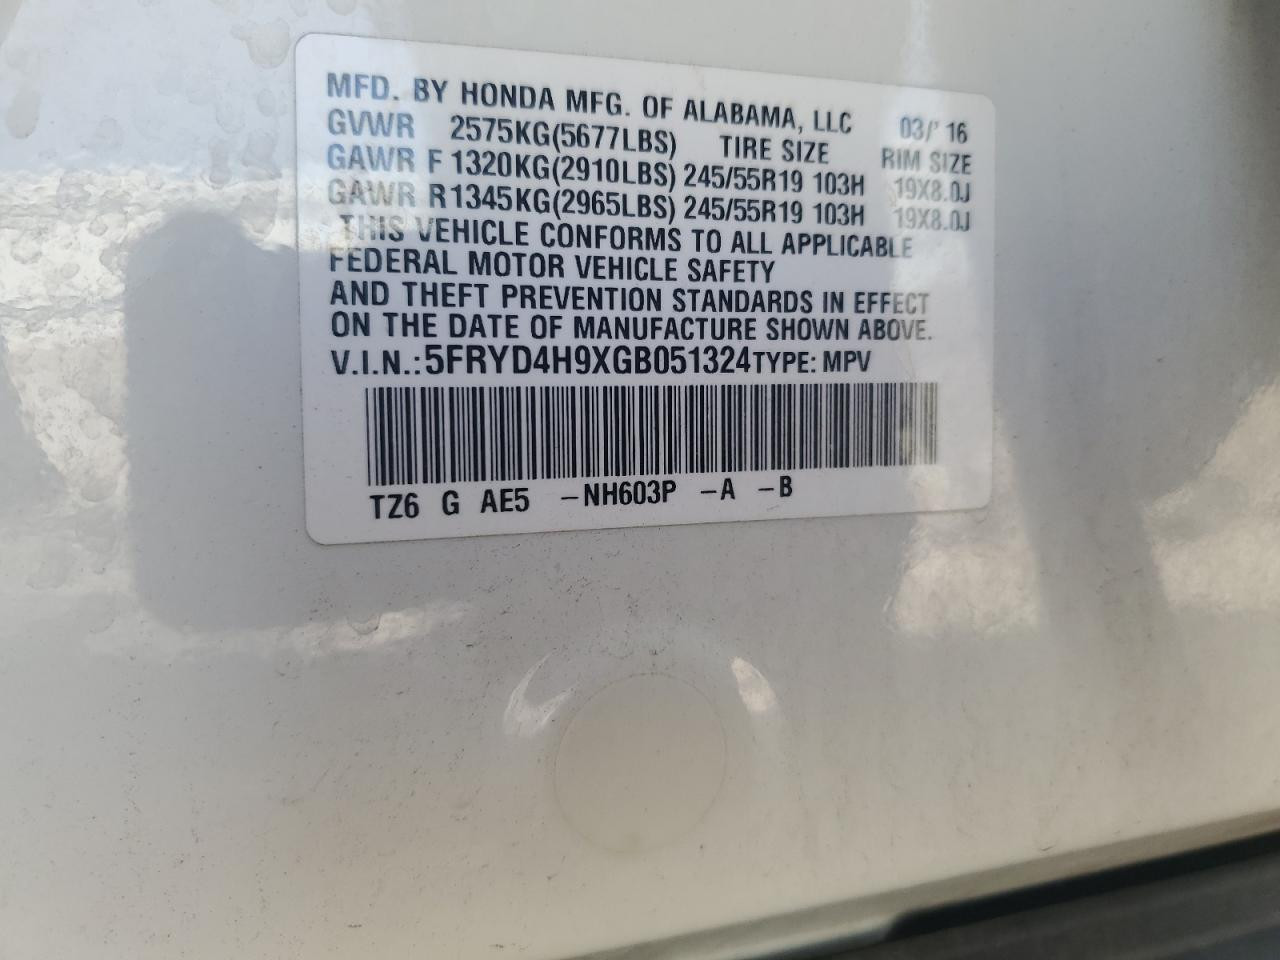 MFD. BY HONDA MFG. OF ALABAMA, LLC 03/ 16
GVWR 2575KG(5677LBS) TIRE SIZE RIM SIZE
GAWR F 1320KG(2910LBS) 245/55R19 103H 19X8.0J
GAWR R 1345KG(2965LBS) 245/55R19 103H 19X8.0J
THIS VEHICLE CONFORMS TO ALL APPLICABLE
FEDERAL MOTOR VEHICLE SAFETY
AND THEFT PREVENTION STANDARDS IN EFFECT
ON THE DATE OF MANUFACTURE SHOWN ABOVE.
V.I.N.: 5FRYD4H9XGB051324 TYPE: MPV
TZ6 G AE5 -NH603P -A -B